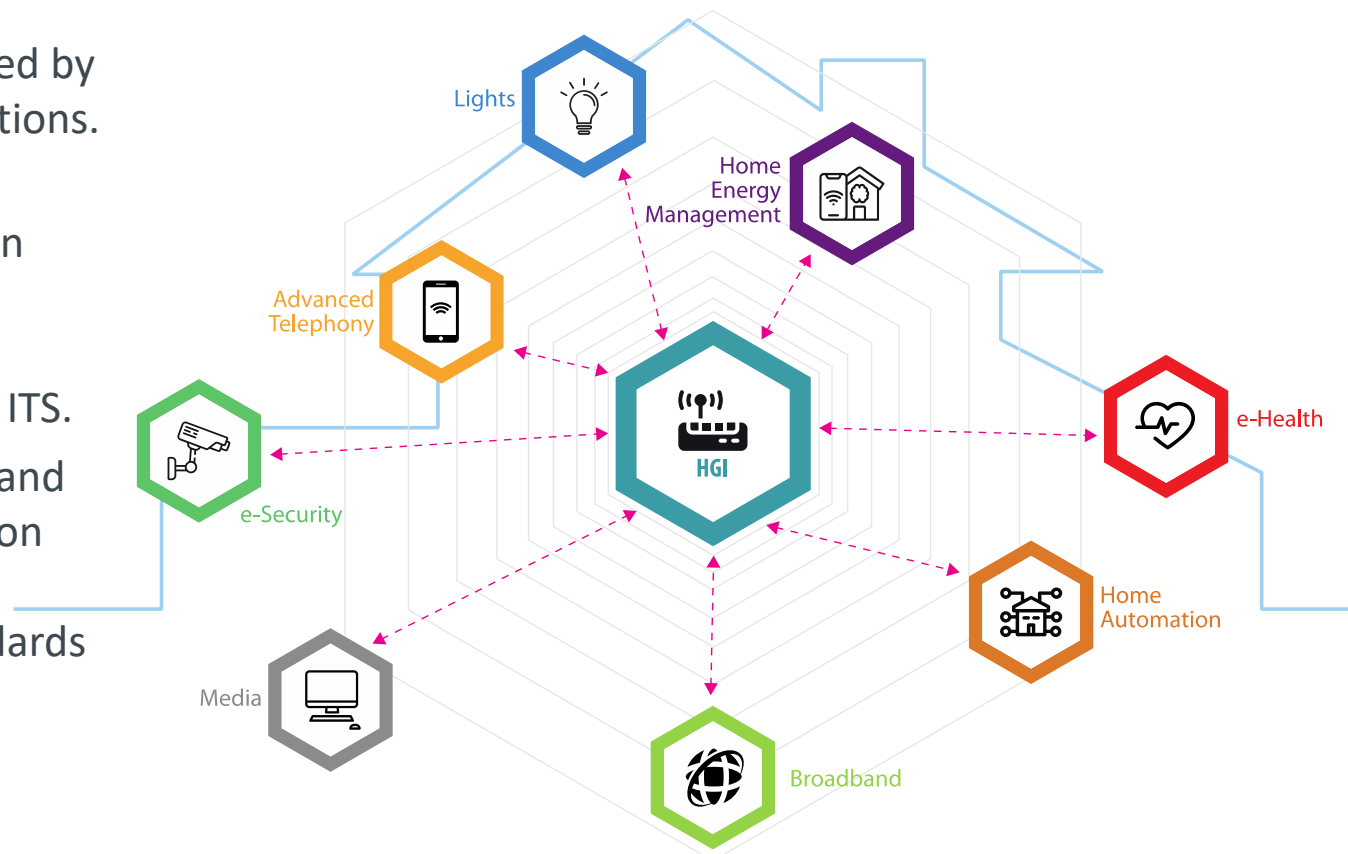 ed by
tions.
n
ITS.
and
on
lards
Lights
Home
Energy
Management
Advanced
Telephony
HGI
e-Health
e-Security
Home
Automation
Media
Broadband